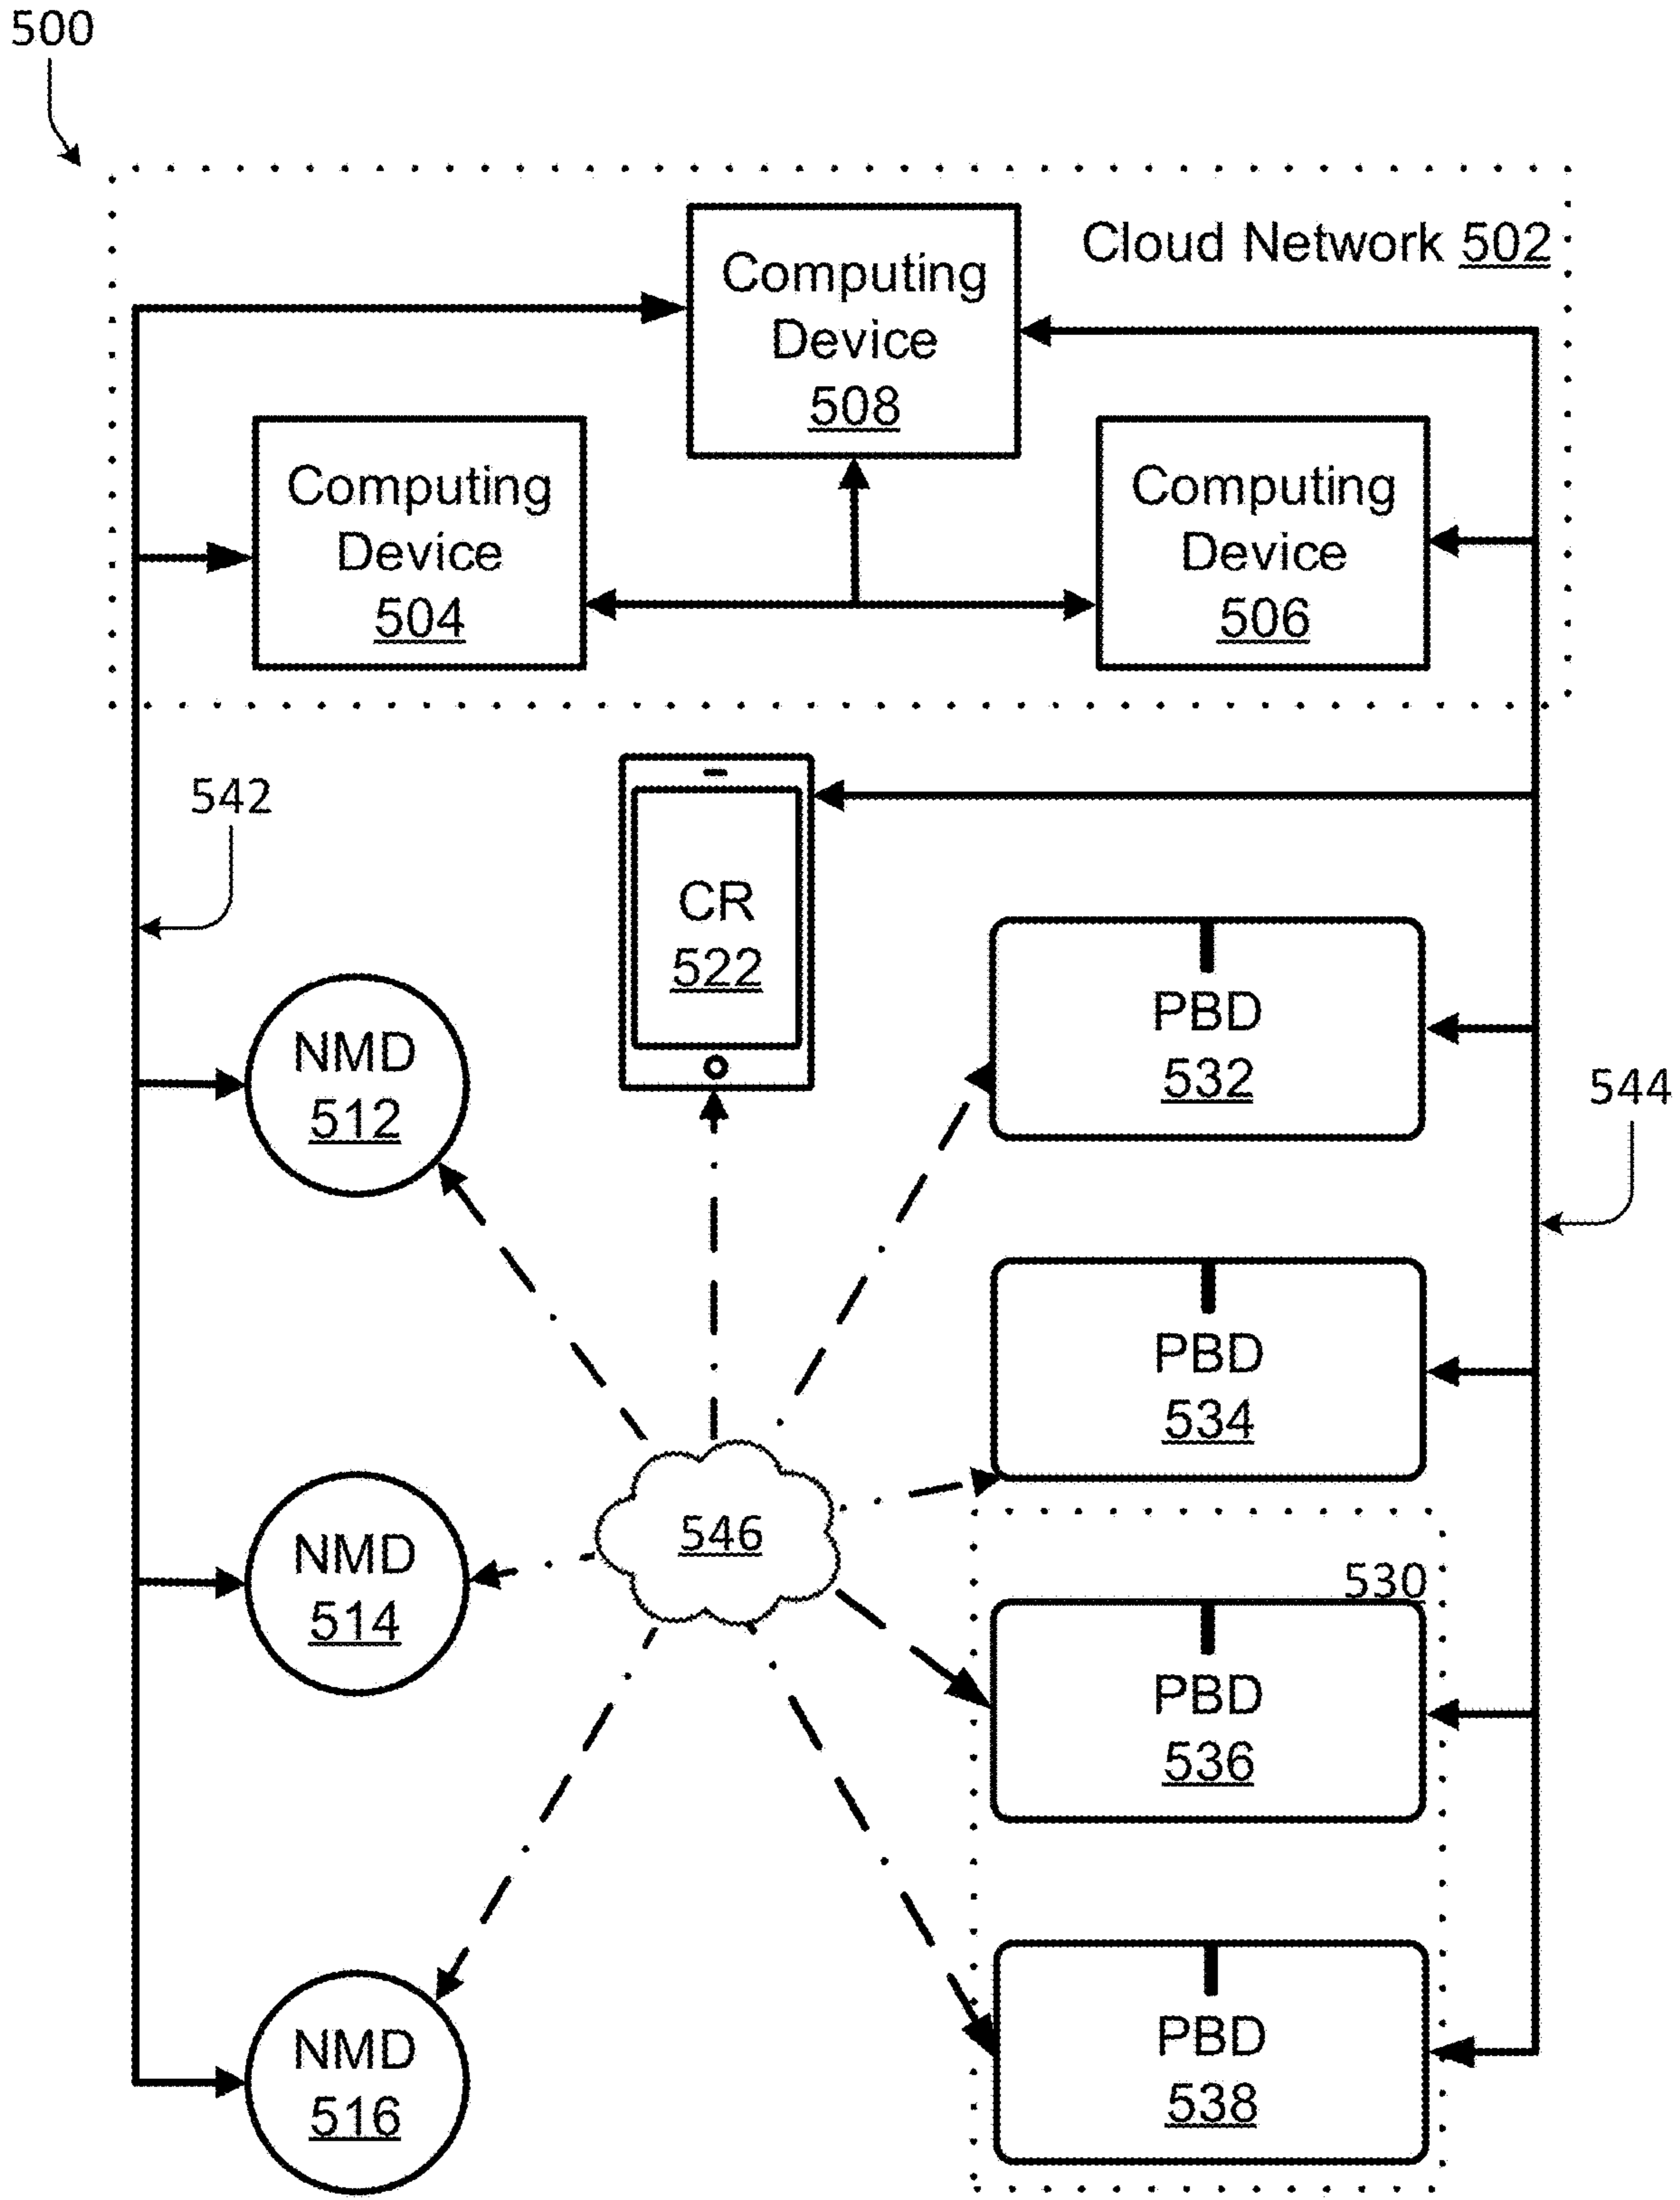 500
Cloud Network 502
Computing
Device
508
Computing
Device
504
Computing
Device
506
542
CR
522
NMD
512
PBD
532
544
PBD
534
546
NMD
514
530
PBD
536
NMD
516
PBD
538